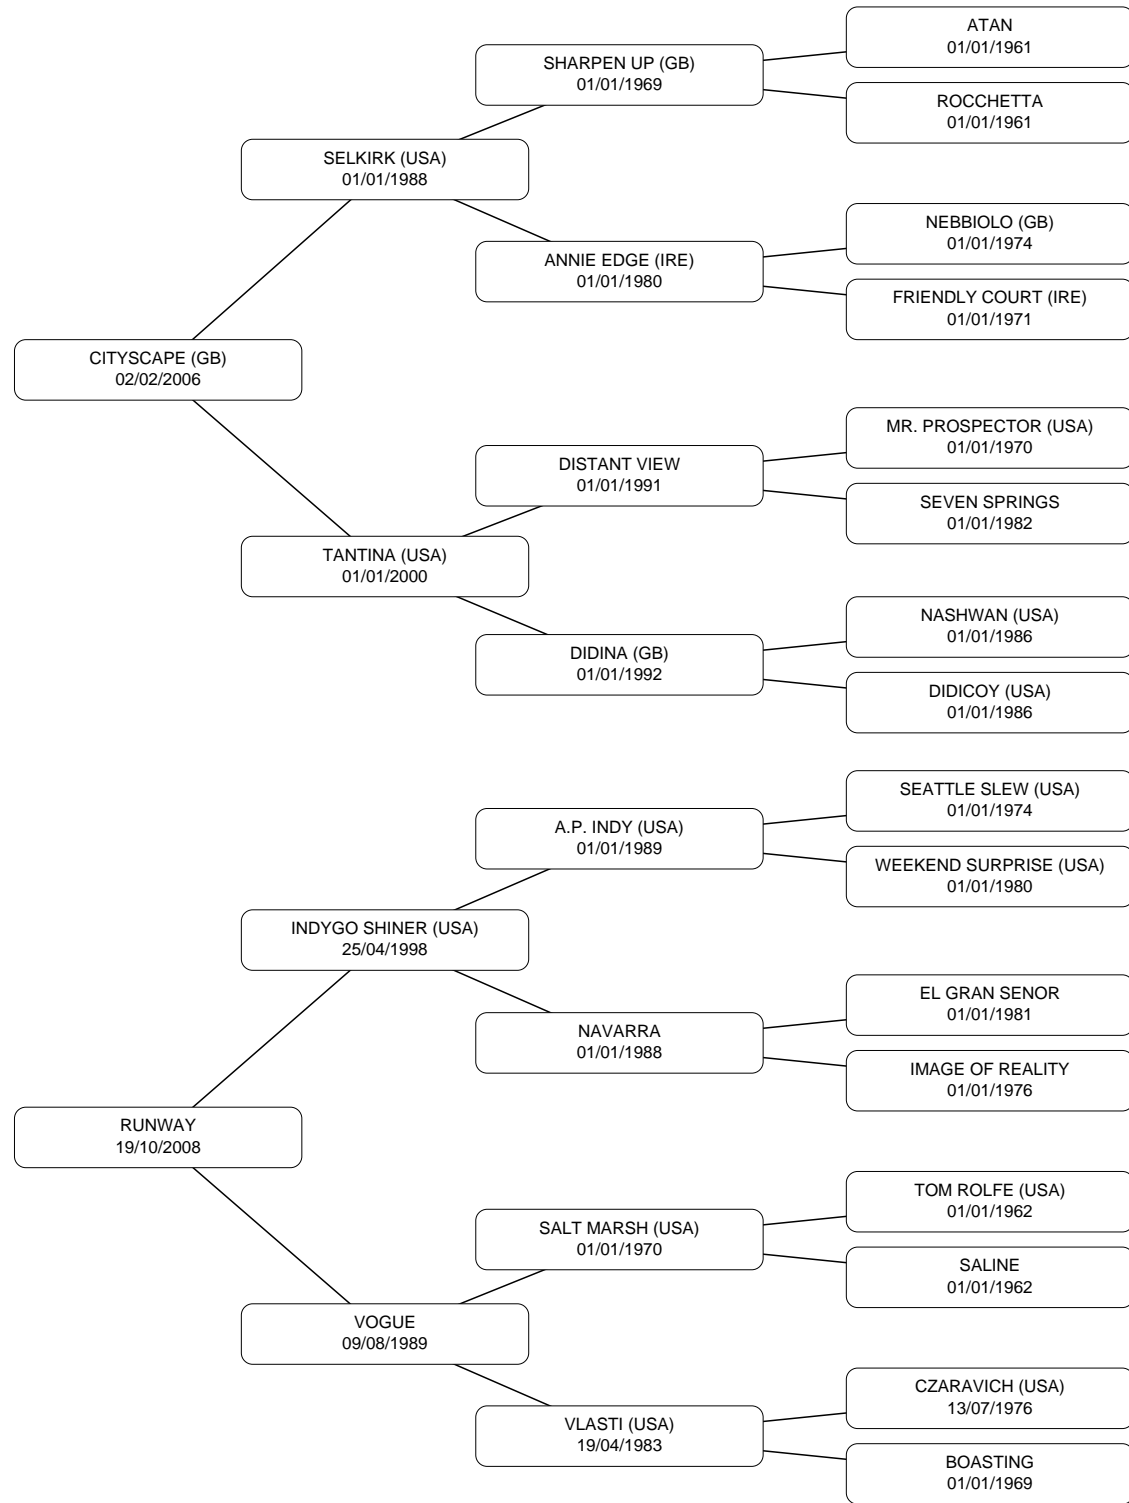 ATAN
01/01/1961
SHARPEN UP (GB)
01/01/1969
ROCCHETTA
01/01/1961
SELKIRK (USA)
01/01/1988
NEBBIOLO (GB)
01/01/1974
ANNIE EDGE (IRE)
01/01/1980
FRIENDLY COURT (IRE)
01/01/1971
CITYSCAPE (GB)
02/02/2006
MR. PROSPECTOR (USA)
01/01/1970
DISTANT VIEW
01/01/1991
SEVEN SPRINGS
01/01/1982
TANTINA (USA)
01/01/2000
NASHWAN (USA)
01/01/1986
DIDINA (GB)
01/01/1992
DIDICOY (USA)
01/01/1986
SEATTLE SLEW (USA)
01/01/1974
A.P. INDY (USA)
01/01/1989
WEEKEND SURPRISE (USA)
01/01/1980
INDYGO SHINER (USA)
25/04/1998
EL GRAN SENOR
01/01/1981
NAVARRA
01/01/1988
IMAGE OF REALITY
01/01/1976
RUNWAY
19/10/2008
TOM ROLFE (USA)
01/01/1962
SALT MARSH (USA)
01/01/1970
SALINE
01/01/1962
VOGUE
09/08/1989
CZARAVICH (USA)
13/07/1976
VLASTI (USA)
19/04/1983
BOASTING
01/01/1969